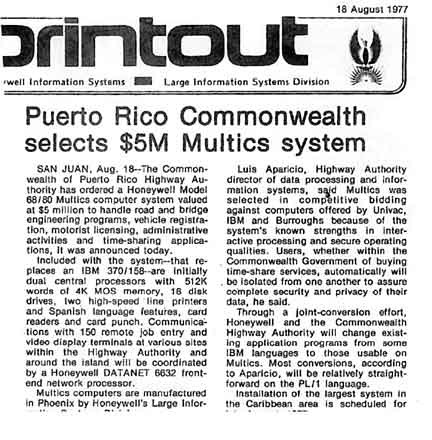 18 August 1977
printout
ywell Information Systems Large Information Systems Division
Puerto Rico Commonwealth
selects $5M Multics system
SAN JUAN, Aug. 18--The Common-
wealth of Puerto Rico Highway Au-
thority has ordered a Honeywell Model
68/80 Multics computer system valued
at $5 million to handle road and bridge
engineering programs, vehicle registra-
tion, motorist licensing, administrative
activities and time-sharing applica-
tions, it was announced today.
Included with the system--that re-
places an IBM 370/158--are initially
dual central processors with 512K
words of 4K MOS memory, 18 disk
drives, two high-speed line printers
and Spanish language features, card
readers and card punch. Communica-
tions with 150 remote job entry and
video display terminals at various sites
within the Highway Authority and
around the island will be coordinated
by a Honeywell DATANET 6632 front-
end network processor.
Multics computers are manufactured
in Phoenix by Honeywell's Large Infor-
Luis Aparicio, Highway Authority
director of data processing and infor-
mation systems, said Multics was
selected in competitive bidding
against computers offered by Univac,
IBM and Burroughs because of the
system's known strengths in inter-
active processing and secure operating
qualities. Users, whether within the
Commonwealth Government of buying
time-share services, automatically will
be isolated from one another to assure
complete security and privacy of their
data, he said.
Through a joint-conversion effort,
Honeywell and the Commonwealth
Highway Authority will change exist-
ing application programs from some
IBM languages to those usable on
Multics. Most conversions, according
to Aparicio, will be relatively straight-
forward on the PL/1 language.
Installation of the largest system in
the Caribbean area is scheduled for